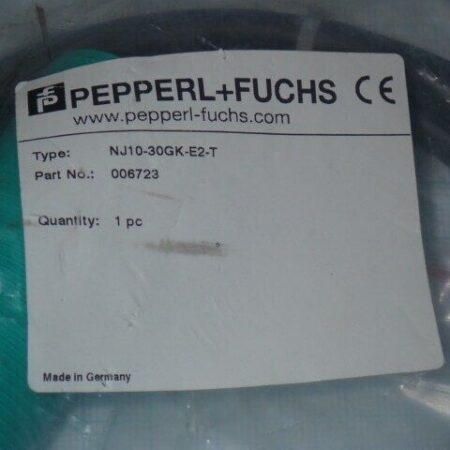 PEPPERL+FUCHS CE
www.pepperl-fuchs.com
Type: NJ10-30GK-E2-T
Part No.: 006723
Quantity: 1 pc
Made in Germany